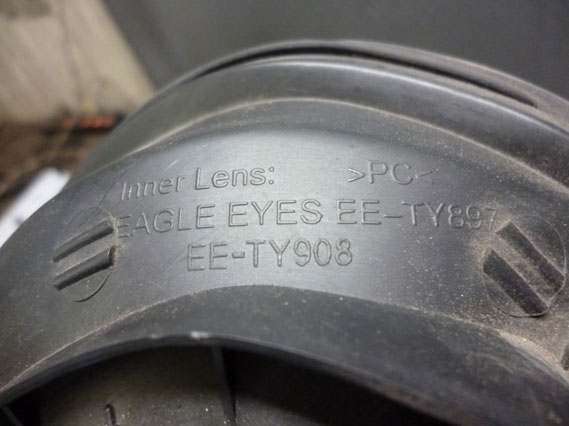 Inner Lens: >PC<
EAGLE EYES EE-TY897
EE-TY908